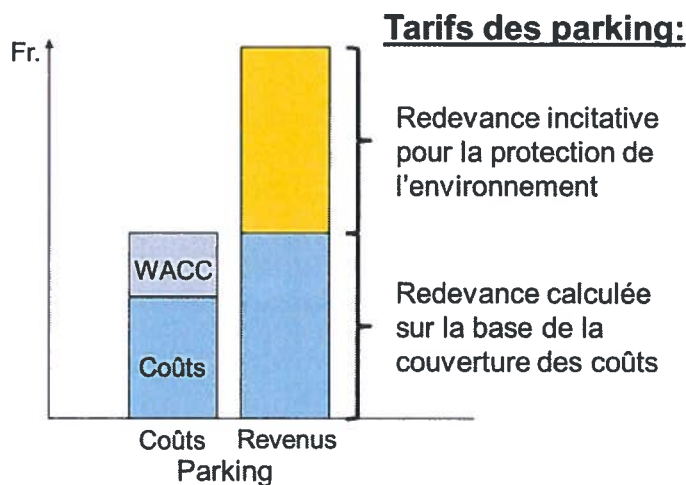 Tarifs des parking:
Fr.
Redevance incitative
pour la protection de
l'environnement
WACC
Redevance calculée
sur la base de la
couverture des coûts
Coûts
Coûts
Revenus
Parking